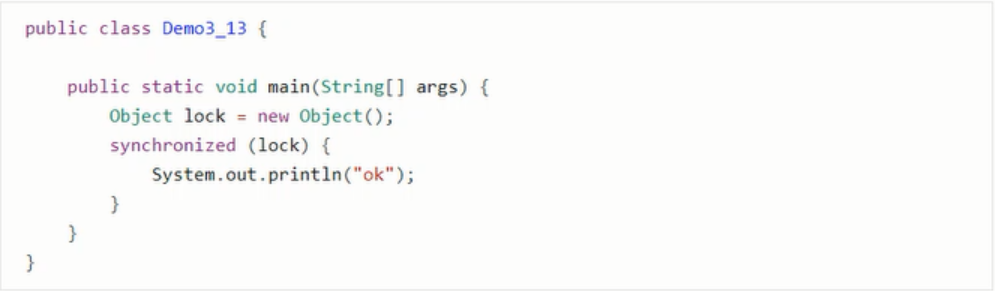 public class Demo3_13 {
public static void main(String[] args) {
Object lock = new Object();
synchronized (lock) {
System.out.println("ok");
}
}
}